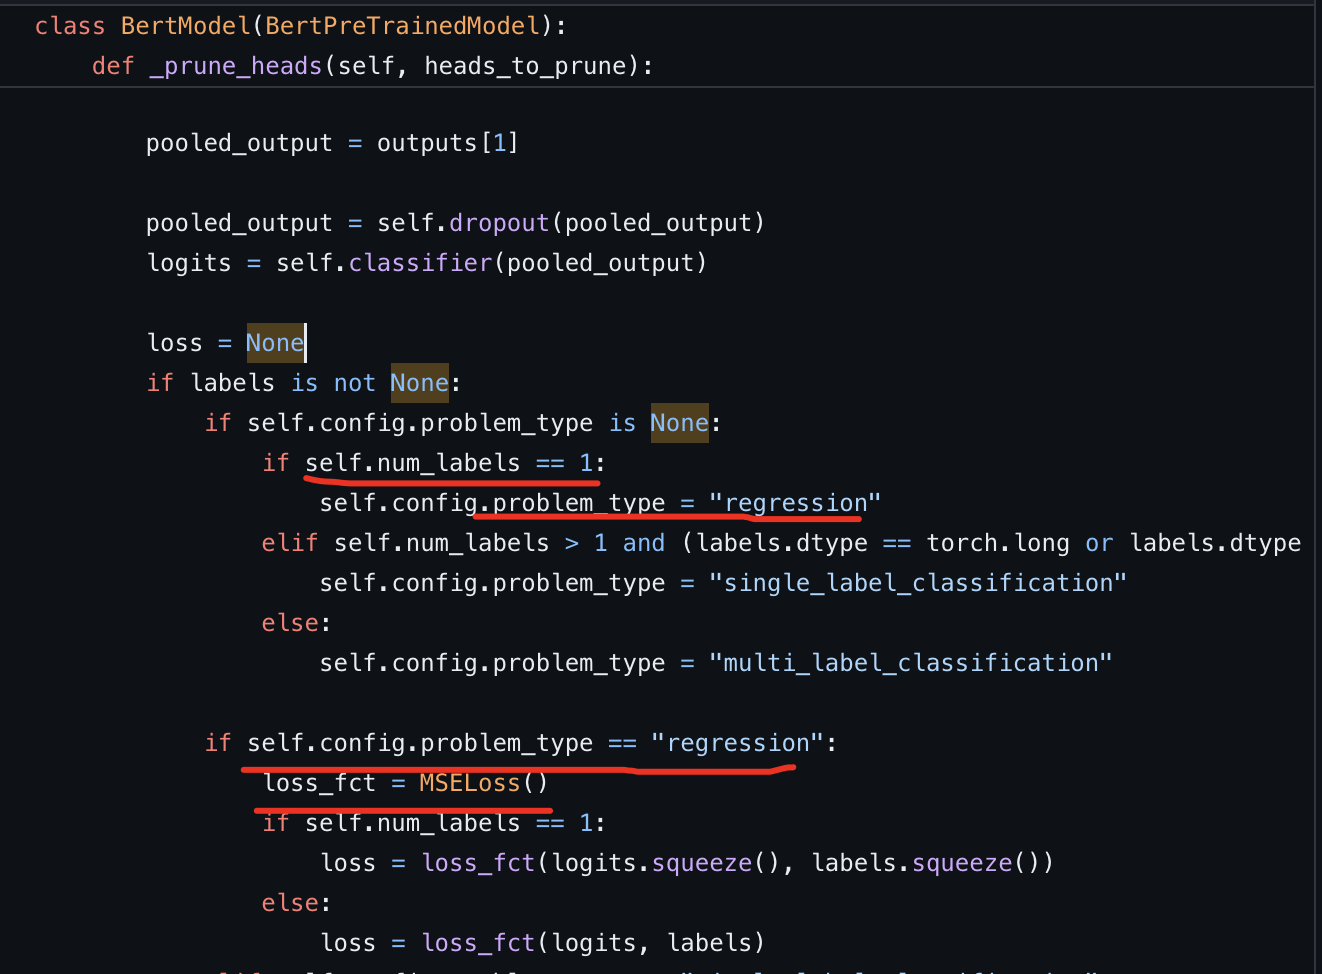 class BertModel(BertPreTrainedModel):
def _prune_heads(self, heads_to_prune):
pooled_output = outputs[1]
pooled_output = self.dropout(pooled_output)
logits = self.classifier(pooled_output)
loss = None
if labels is not None:
if self.config.problem_type is None:
if self.num_labels == 1:
self.config.problem_type = "regression"
elif self.num_labels > 1 and (labels.dtype == torch.long or labels.dtype
self.config.problem_type = "single_label_classification"
else:
self.config.problem_type = "multi_label_classification"
if self.config.problem_type == "regression":
loss_fct = MSELoss()
if self.num_labels == 1:
loss = loss_fct(logits.squeeze(), labels.squeeze())
else:
loss = loss_fct(logits, labels)